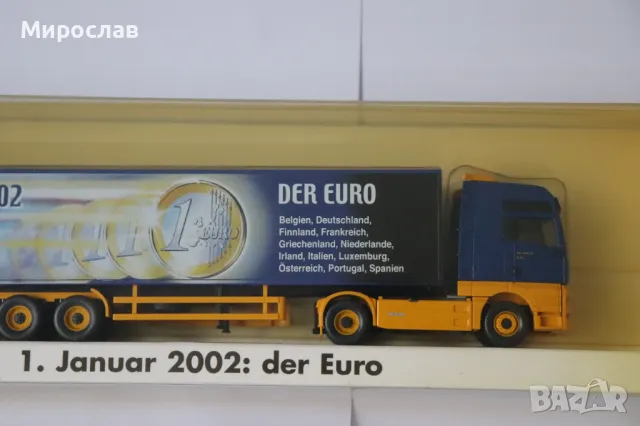 Мирослав
02
DER EURO
Belgien, Deutschland,
Finnland, Frankreich,
Griechenland, Niederlande,
Irland, Italien, Luxemburg,
Österreich, Portugal, Spanien
1 EURO
1. Januar 2002: der Euro
BAZAR